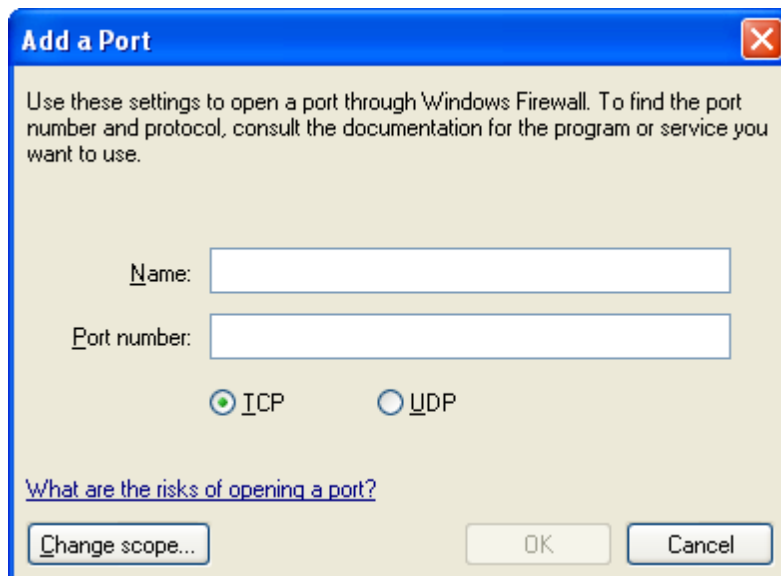 Add a Port
Use these settings to open a port through Windows Firewall. To find the port
number and protocol, consult the documentation for the program or service you
want to use.
Name:
Port number:
TCP UDP
What are the risks of opening a port?
Change scope... OK Cancel